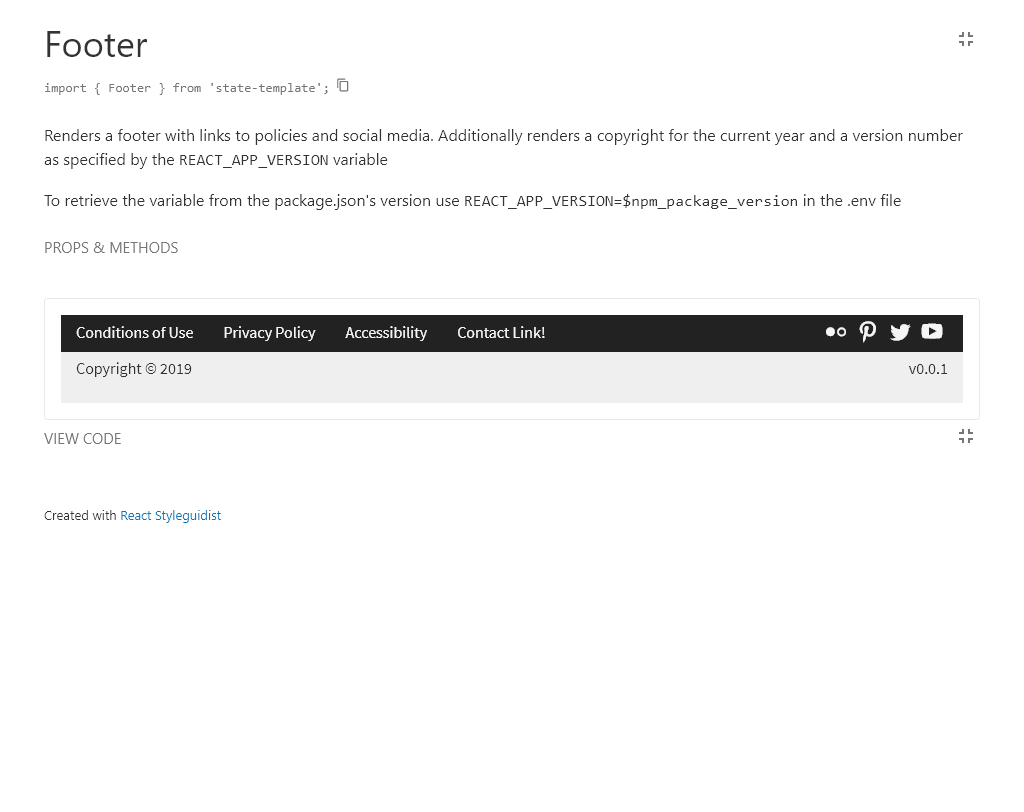 Footer
import { Footer } from 'state-template';
Renders a footer with links to policies and social media. Additionally renders a copyright for the current year and a version number
as specified by the REACT_APP_VERSION variable
To retrieve the variable from the package.json's version use REACT_APP_VERSION=$npm_package_version in the .env file
PROPS & METHODS
Conditions of Use Privacy Policy Accessibility Contact Link!
Copyright © 2019 v0.0.1
VIEW CODE
Created with React Styleguidist